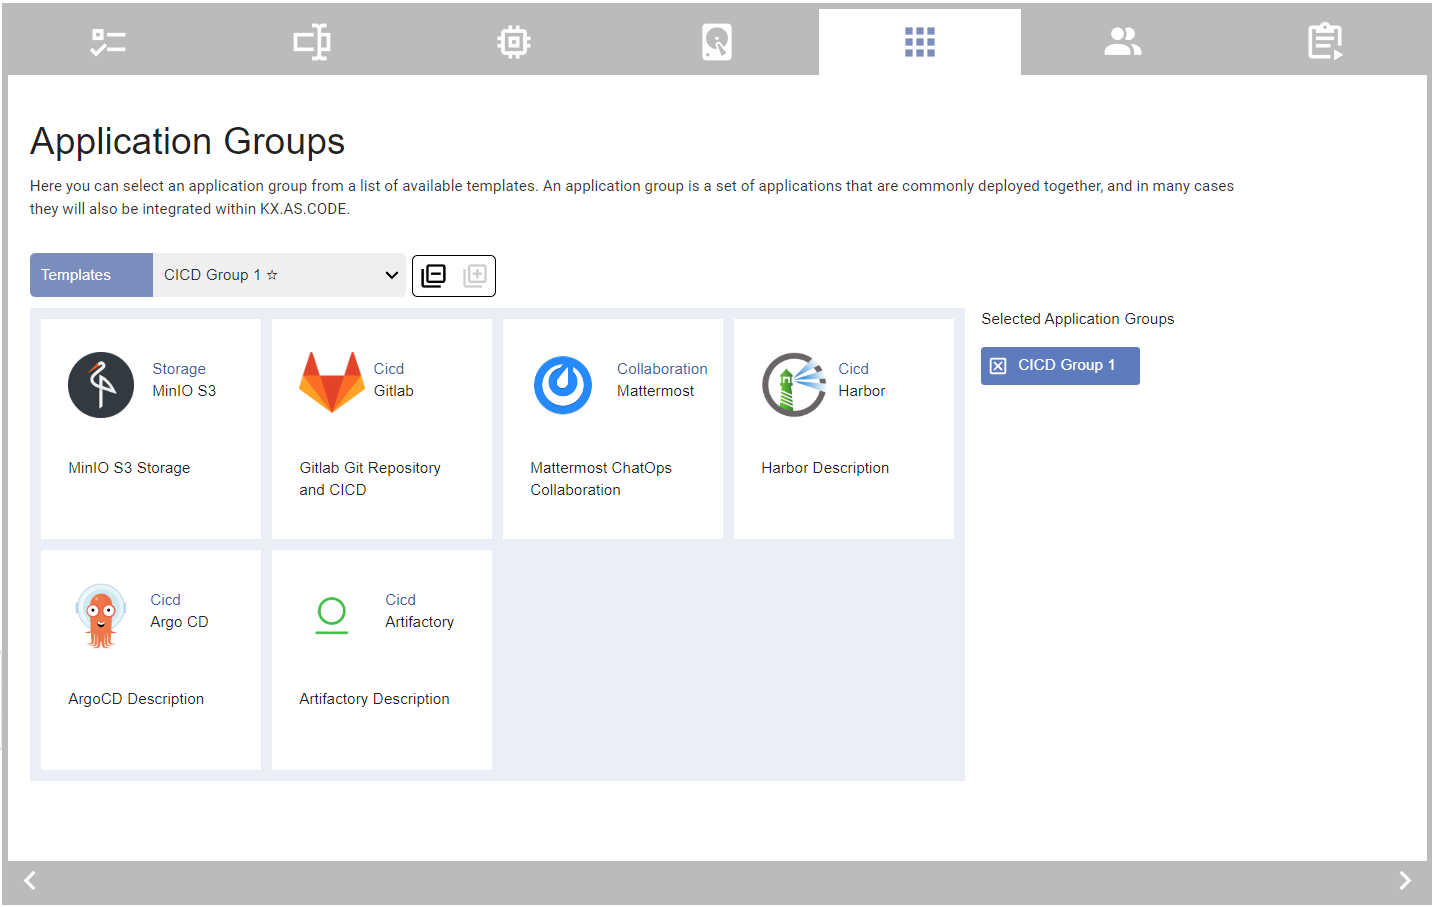 Application Groups
Here you can select an application group from a list of available templates. An application group is a set of applications that are commonly deployed together, and in many cases
they will also be integrated within KX.AS.CODE.
Templates
CICD Group 1 ☆
Selected Application Groups
CICD Group 1
Storage
MinIO S3
MinIO S3 Storage
Cicd
Gitlab
Gitlab Git Repository
and CICD
Collaboration
Mattermost
Mattermost ChatOps
Collaboration
Cicd
Harbor
Harbor Description
Cicd
Argo CD
ArgoCD Description
Cicd
Artifactory
Artifactory Description